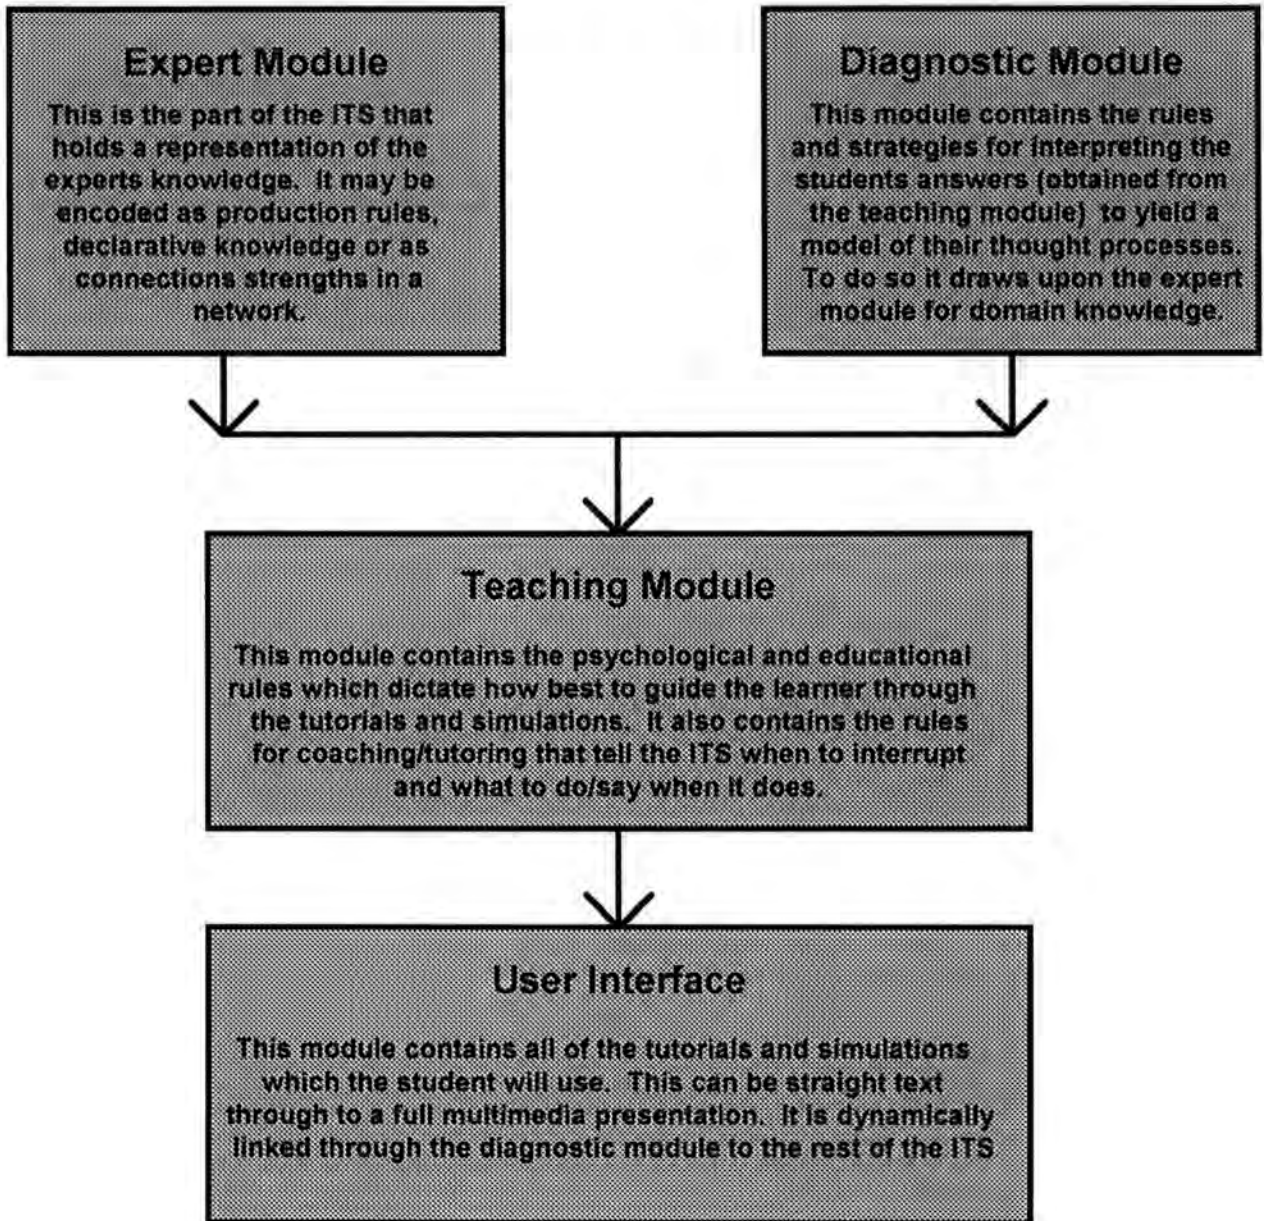 Expert Module
This is the part of the ITS that
holds a representation of the
experts knowledge. It may be
encoded as production rules,
declarative knowledge or as
connections strengths in a
network.
Diagnostic Module
This module contains the rules
and strategies for interpreting the
students answers (obtained from
the teaching module) to yield a
model of their thought processes.
To do so it draws upon the expert
module for domain knowledge.
Teaching Module
This module contains the psychological and educational
rules which dictate how best to guide the learner through
the tutorials and simulations. It also contains the rules
for coaching/tutoring that tell the ITS when to interrupt
and what to do/say when it does.
User Interface
This module contains all of the tutorials and simulations
which the student will use. This can be straight text
through to a full multimedia presentation. It is dynamically
linked through the diagnostic module to the rest of the ITS